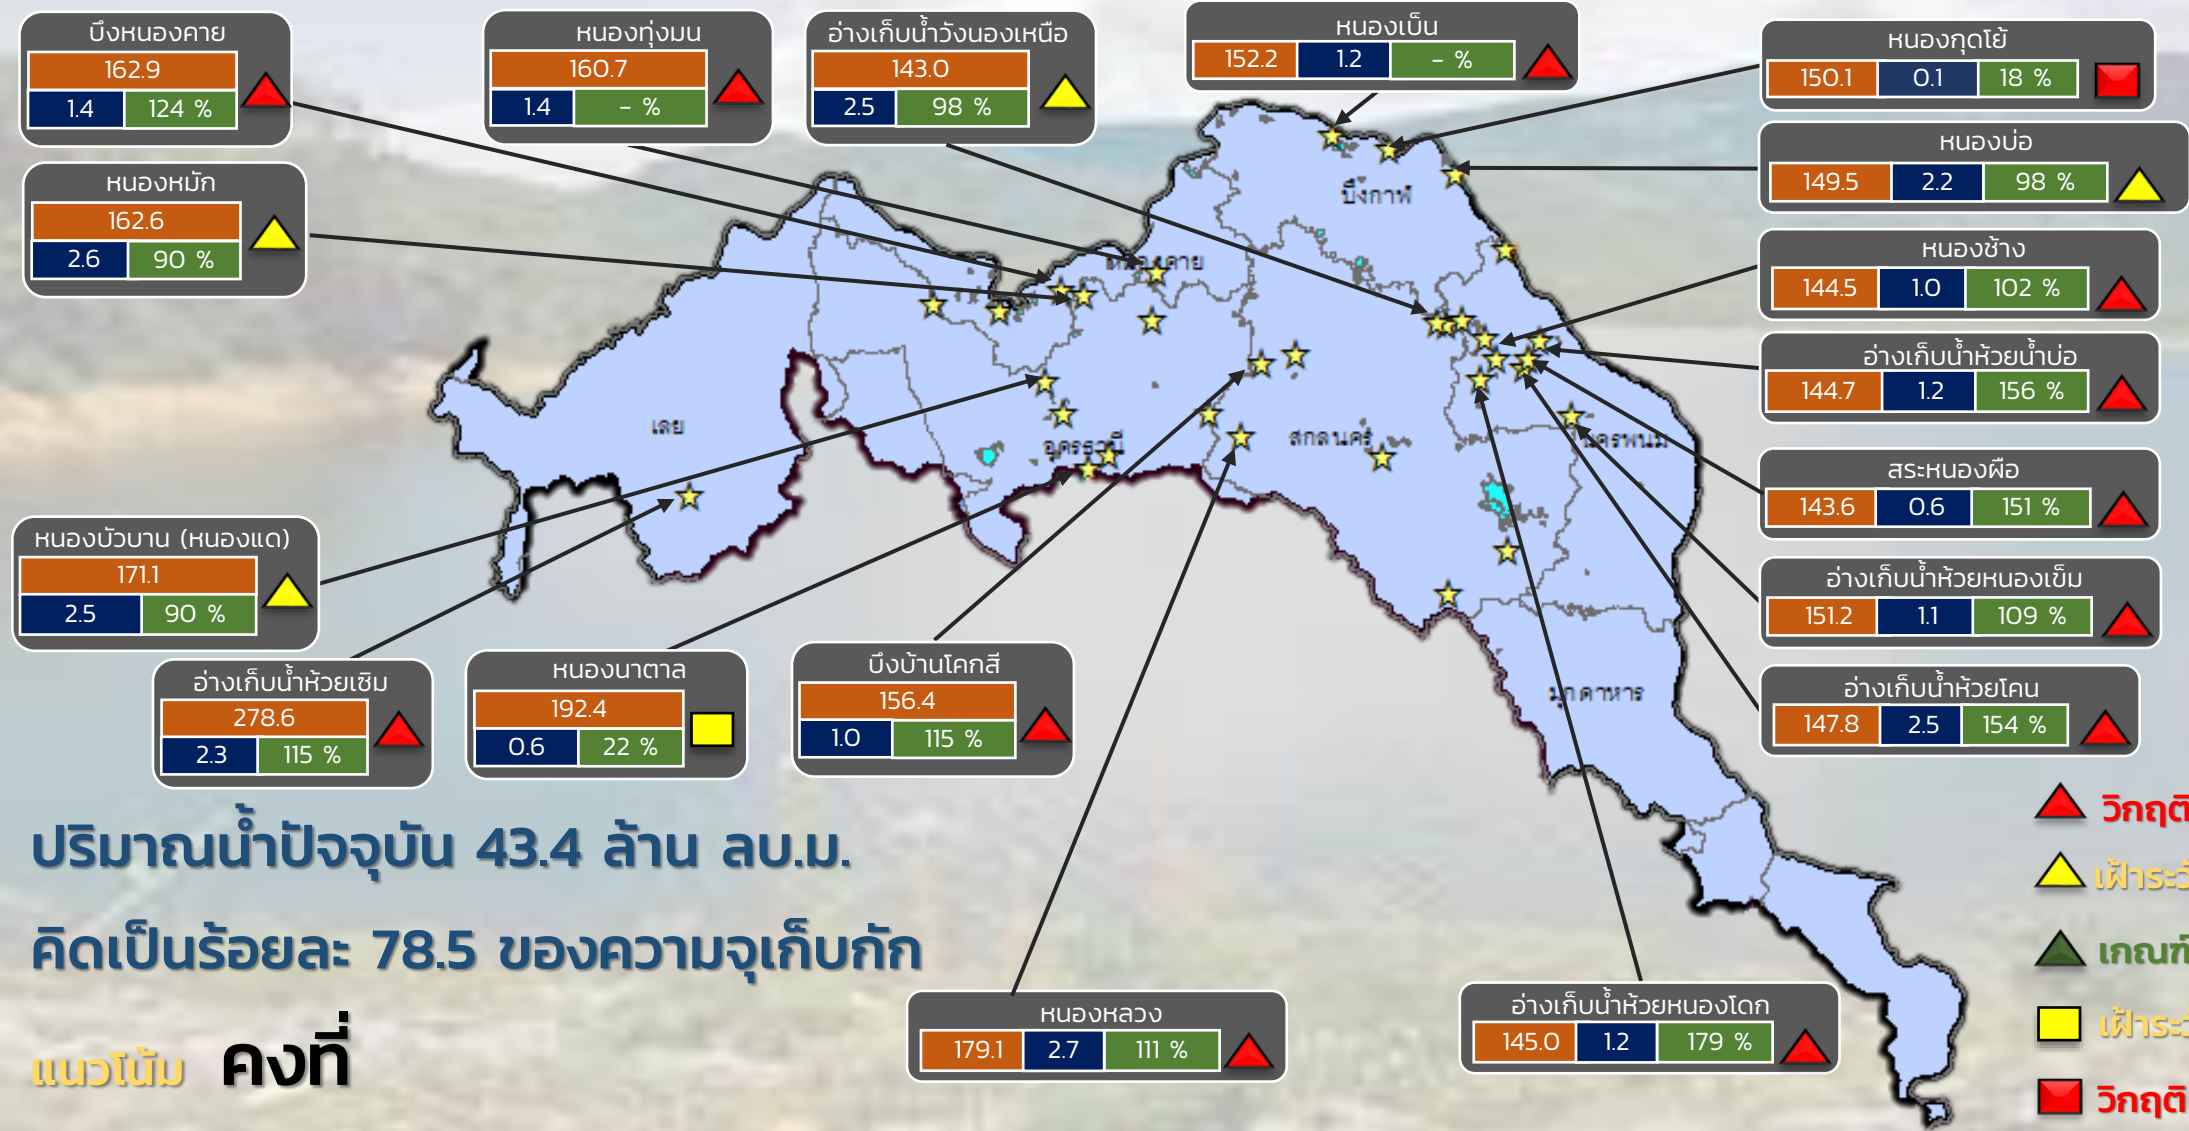 บึงหนองคาย
162.9
1.4 124 %
หนองทุ่งมน
160.7
1.4 - %
อ่างเก็บน้ำวังนองเหนือ
143.0
2.5 98 %
หนองเบ็น
152.2 1.2 - %
หนองกุดโย้
150.1 0.1 18 %
หนองหมัก
162.6
2.6 90 %
หนองบ่อ
149.5 2.2 98 %
บึงกาฬ
หนองคาย
หนองช้าง
144.5 1.0 102 %
อ่างเก็บน้ำห้วยน้ำบ่อ
144.7 1.2 156 %
เลย
อุดรธานี
สกลนคร
นครพนม
สระหนองผือ
143.6 0.6 151 %
หนองบัวบาน (หนองแด)
171.1
2.5 90 %
อ่างเก็บน้ำห้วยหนองเข็ม
151.2 1.1 109 %
อ่างเก็บน้ำห้วยเซิม
278.6
2.3 115 %
หนองนาตาล
192.4
0.6 22 %
บึงบ้านโคกสี
156.4
1.0 115 %
มุกดาหาร
อ่างเก็บน้ำห้วยโคน
147.8 2.5 154 %
ปริมาณน้ำปัจจุบัน 43.4 ล้าน ลบ.ม.
คิดเป็นร้อยละ 78.5 ของความจุเก็บกัก
แนวโน้ม คงที่
หนองหลวง
179.1 2.7 111 %
อ่างเก็บน้ำห้วยหนองโดก
145.0 1.2 179 %
วิกฤติ
เฝ้าระวั
เกณฑ์
เฝ้าระวั
วิกฤติ